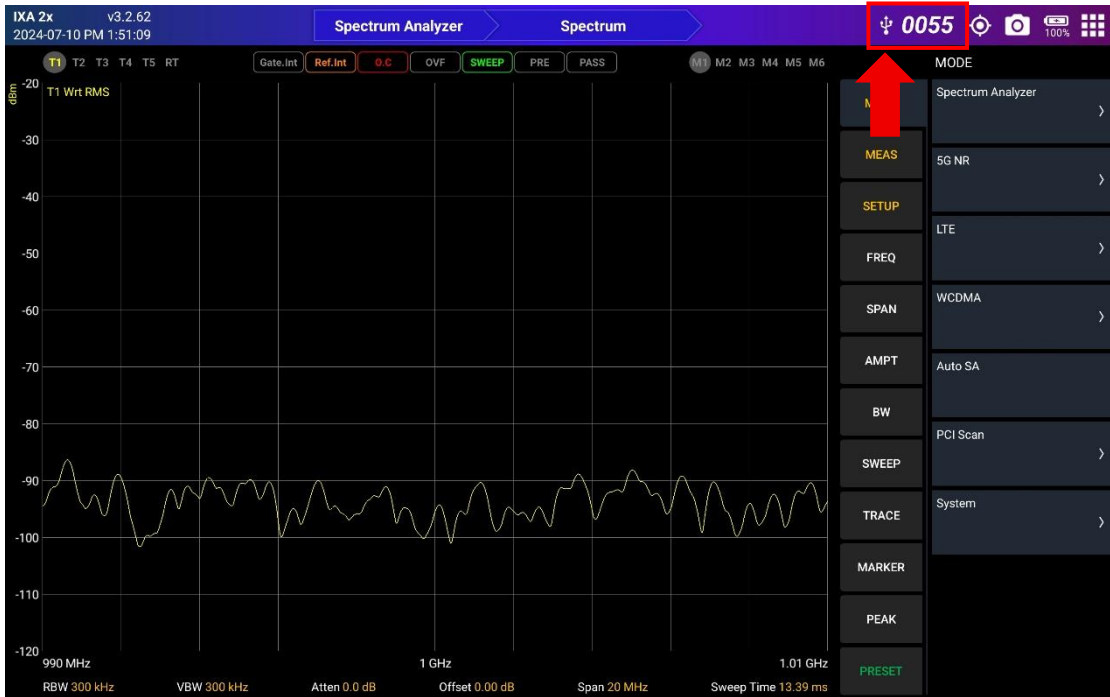 IXA 2x v3.2.62
2024-07-10 PM 1:51:09
Spectrum Analyzer Spectrum
0055
100%
T1 T2 T3 T4 T5 RT
Gate.Int Ref.Int O.C OVF SWEEP PRE PASS
M1 M2 M3 M4 M5 M6
MODE
dBm
T1 Wrt RMS
-20
-30
-40
-50
-60
-70
-80
-90
-100
-110
-120
990 MHz 1 GHz 1.01 GHz
RBW 300 kHz VBW 300 kHz Atten 0.0 dB Offset 0.00 dB Span 20 MHz Sweep Time 13.39 ms
MEAS
SETUP
FREQ
SPAN
AMPT
BW
SWEEP
TRACE
MARKER
PEAK
PRESET
Spectrum Analyzer
5G NR
LTE
WCDMA
Auto SA
PCI Scan
System